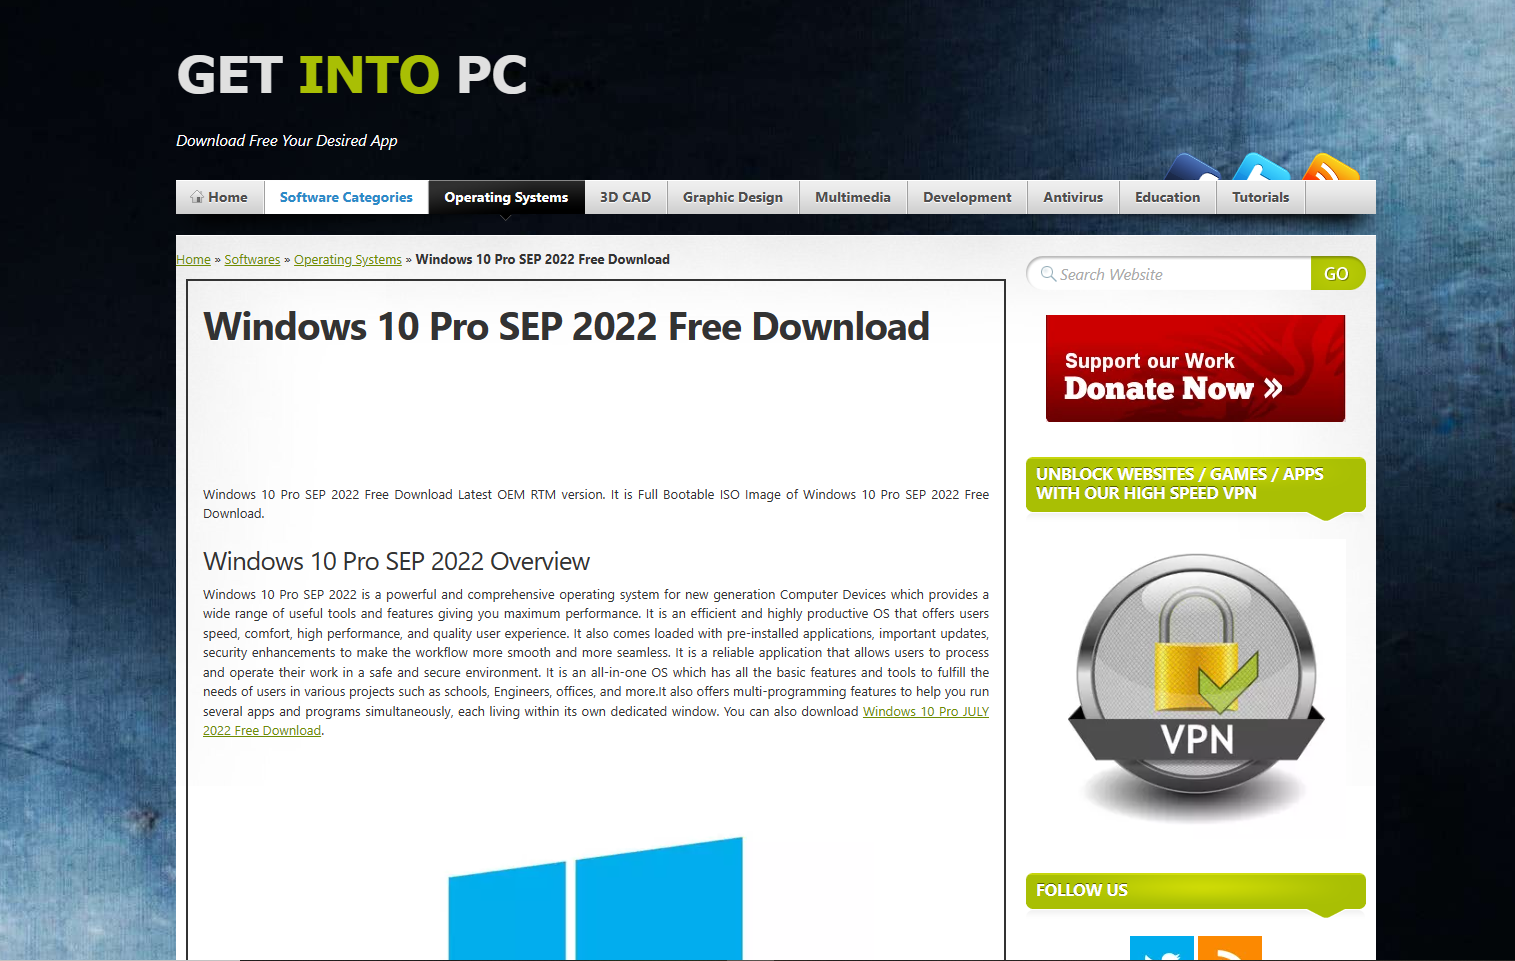 GET INTO PC
Download Free Your Desired App
Home
Software Categories
Operating Systems
3D CAD
Graphic Design
Multimedia
Development
Antivirus
Education
Tutorials
Home » Softwares » Operating Systems » Windows 10 Pro SEP 2022 Free Download
Windows 10 Pro SEP 2022 Free Download
Windows 10 Pro SEP 2022 Free Download Latest OEM RTM version. It is Full Bootable ISO Image of Windows 10 Pro SEP 2022 Free
Download.
Windows 10 Pro SEP 2022 Overview
Windows 10 Pro SEP 2022 is a powerful and comprehensive operating system for new generation Computer Devices which provides a
wide range of useful tools and features giving you maximum performance. It is an efficient and highly productive OS that offers users
speed, comfort, high performance, and quality user experience. It also comes loaded with pre-installed applications, important updates,
security enhancements to make the workflow more smooth and more seamless. It is a reliable application that allows users to process
and operate their work in a safe and secure environment. It is an all-in-one OS which has all the basic features and tools to fulfill the
needs of users in various projects such as schools, Engineers, offices, and more.It also offers multi-programming features to help you run
several apps and programs simultaneously, each living within its own dedicated window. You can also download Windows 10 Pro JULY
2022 Free Download.
Search Website
GO
Support our Work
Donate Now »
UNBLOCK WEBSITES / GAMES / APPS
WITH OUR HIGH SPEED VPN
VPN
FOLLOW US